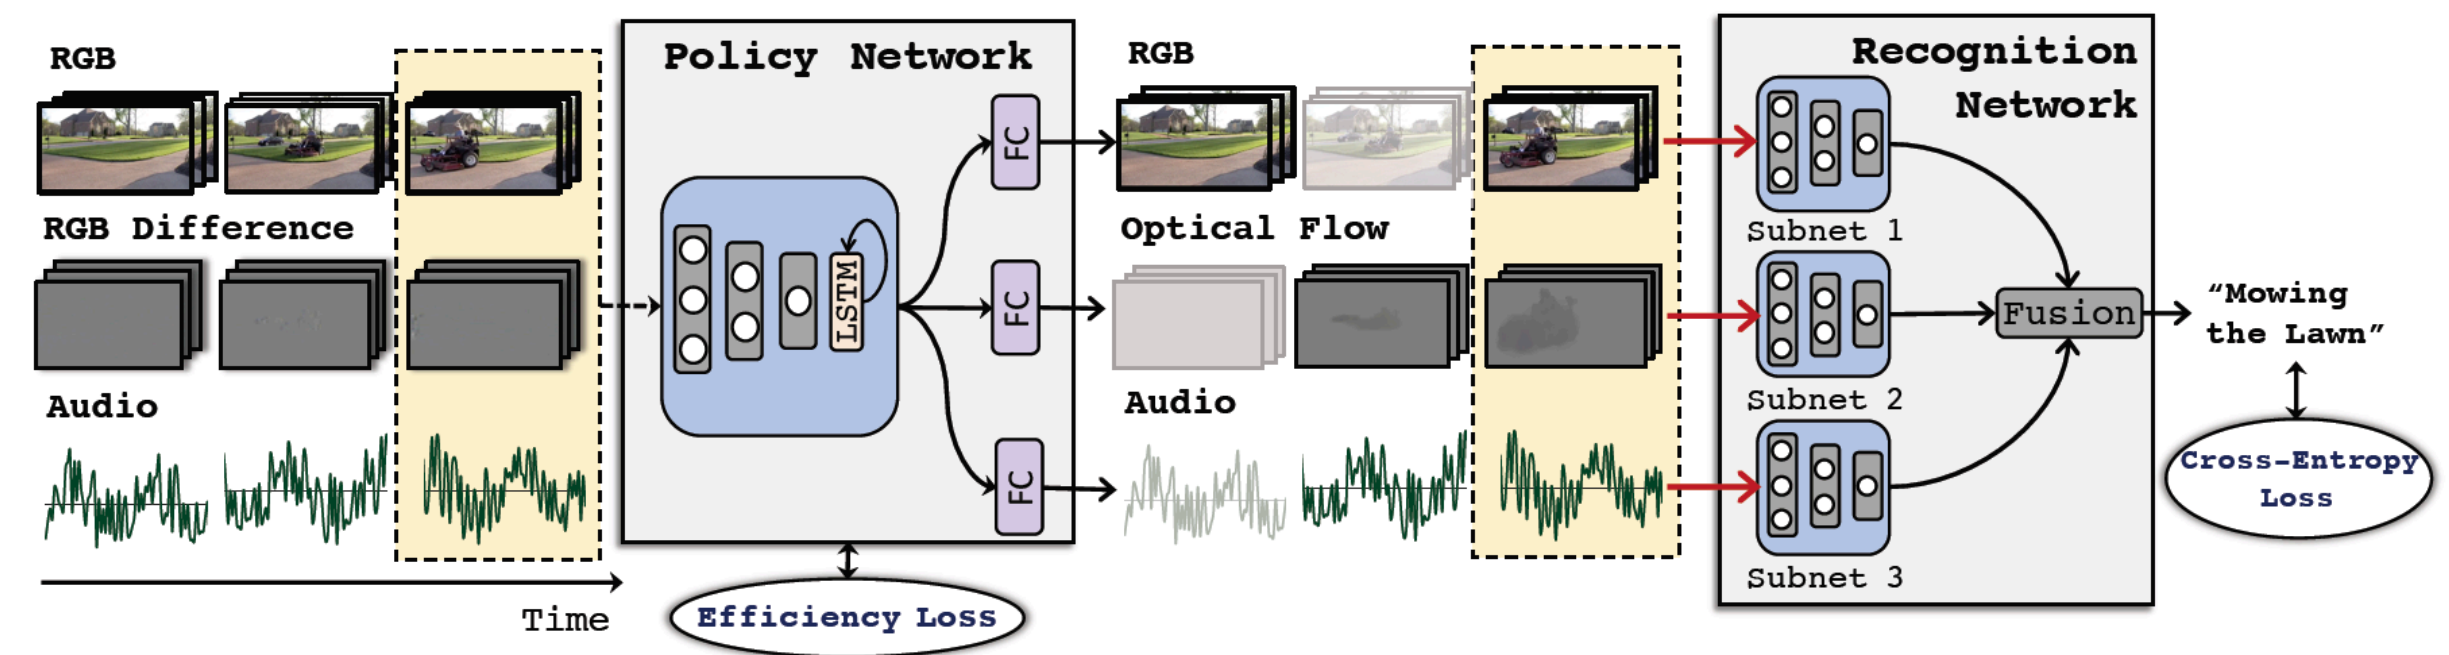 RGB
RGB Difference
Audio
Time
Policy Network
LSTM
FC
FC
FC
Efficiency Loss
RGB
Optical Flow
Audio
Recognition
Network
Subnet 1
Subnet 2
Subnet 3
Fusion
“Mowing
the Lawn”
Cross-Entropy
Loss